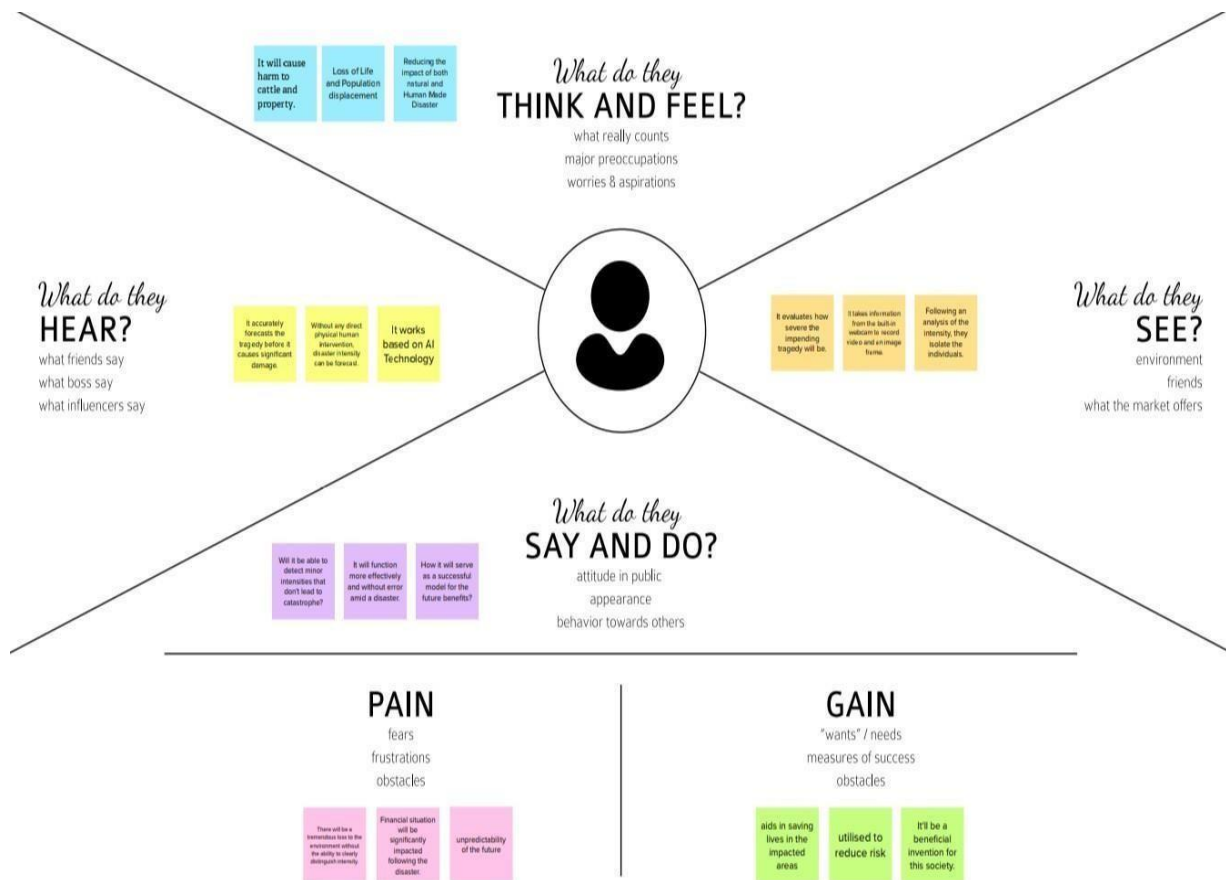 It will cause
harm to
cattle and
property.
Loss of Life
and Population
displacement
Reducing the
impact of both
natural and
Human Made
Disaster
What do they
THINK AND FEEL?
what really counts
major preoccupations
worries & aspirations
What do they
HEAR?
what friends say
what boss say
what influencers say
It accurately
forecasts the
tragedy before it
causes significant
damage.
Without any direct
physical human
intervention,
disaster intensity
can be forecast.
It works
based on AI
Technology
It evaluates how
severe the
impending
tragedy will be.
It takes information
from the built-in
webcam to record
video and an image
frame.
Following an
analysis of the
intensity, they
isolate the
individuals.
What do they
SEE?
environment
friends
what the market offers
What do they
SAY AND DO?
attitude in public
appearance
behavior towards others
Will it be able to
detect minor
intensities that
don't lead to
catastrophe?
It will function
more effectively
and without error
amid a disaster.
How it will serve
as a successful
model for the
future benefits?
PAIN
fears
frustrations
obstacles
There will be a
tremendous loss to the
environment without
the ability to clearly
distinguish intensity.
Financial situation
will be
significantly
impacted
following the
disaster.
unpredictability
of the future
GAIN
"wants" / needs
measures of success
obstacles
aids in saving
lives in the
impacted
areas
utilised to
reduce risk
It'll be a
beneficial
invention for
this society.